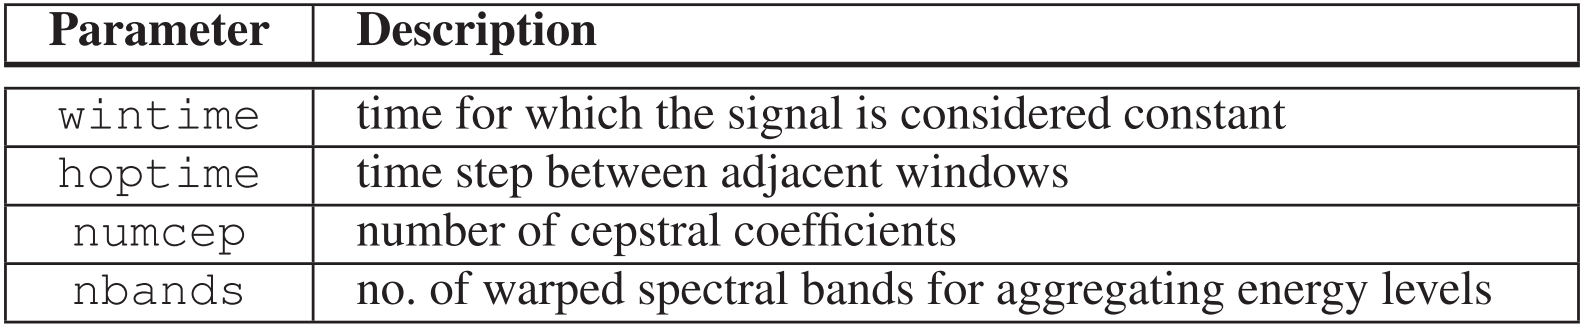 Parameter Description
wintime time for which the signal is considered constant
hoptime time step between adjacent windows
numcep number of cepstral coefficients
nbands no. of warped spectral bands for aggregating energy levels